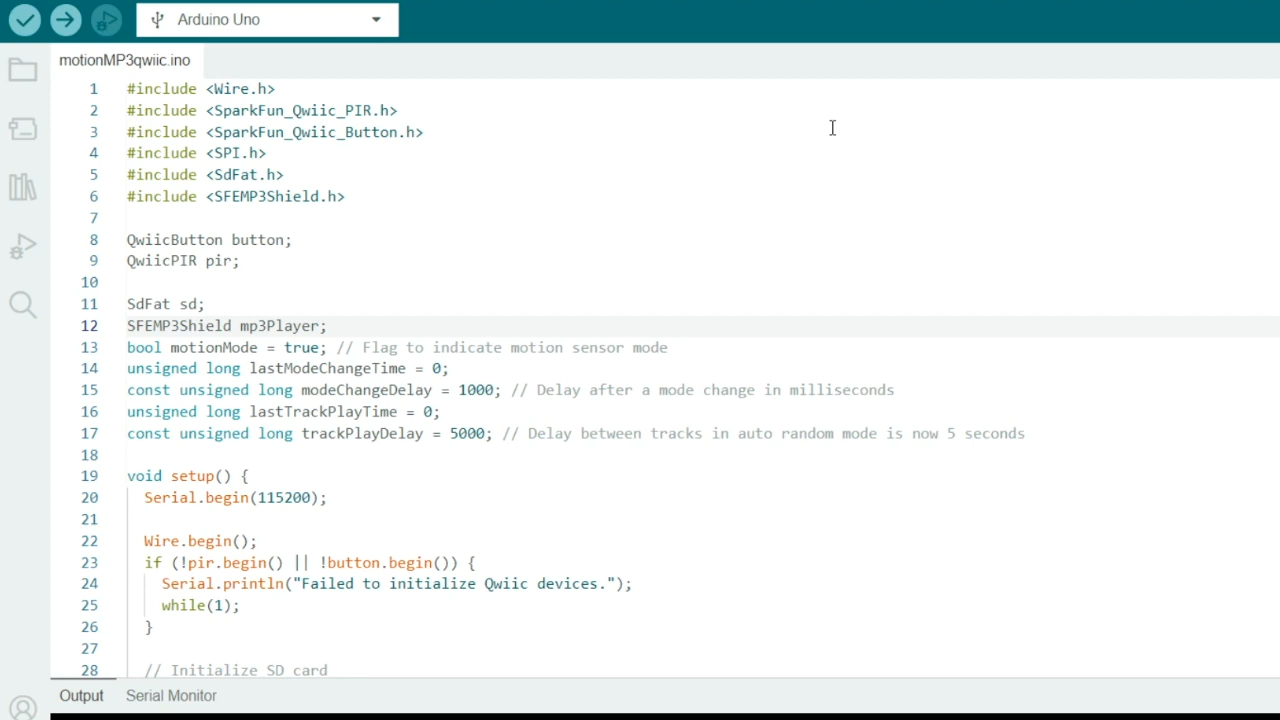 Arduino Uno
motionMP3qwiic.ino
1 #include <Wire.h>
2 #include <SparkFun_Qwiic_PIR.h>
3 #include <SparkFun_Qwiic_Button.h>
4 #include <SPI.h>
5 #include <SdFat.h>
6 #include <SFEMP3Shield.h>
7
8 QwiicButton button;
9 QwiicPIR pir;
10
11 SdFat sd;
12 SFEMP3Shield mp3Player;
13 bool motionMode = true; // Flag to indicate motion sensor mode
14 unsigned long lastModeChangeTime = 0;
15 const unsigned long modeChangeDelay = 1000; // Delay after a mode change in milliseconds
16 unsigned long lastTrackPlayTime = 0;
17 const unsigned long trackPlayDelay = 5000; // Delay between tracks in auto random mode is now 5 seconds
18
19 void setup() {
20 Serial.begin(115200);
21
22 Wire.begin();
23 if (!pir.begin() || !button.begin()) {
24 Serial.println("Failed to initialize Qwiic devices.");
25 while(1);
26 }
27
28 // Initialize SD card
Output Serial Monitor